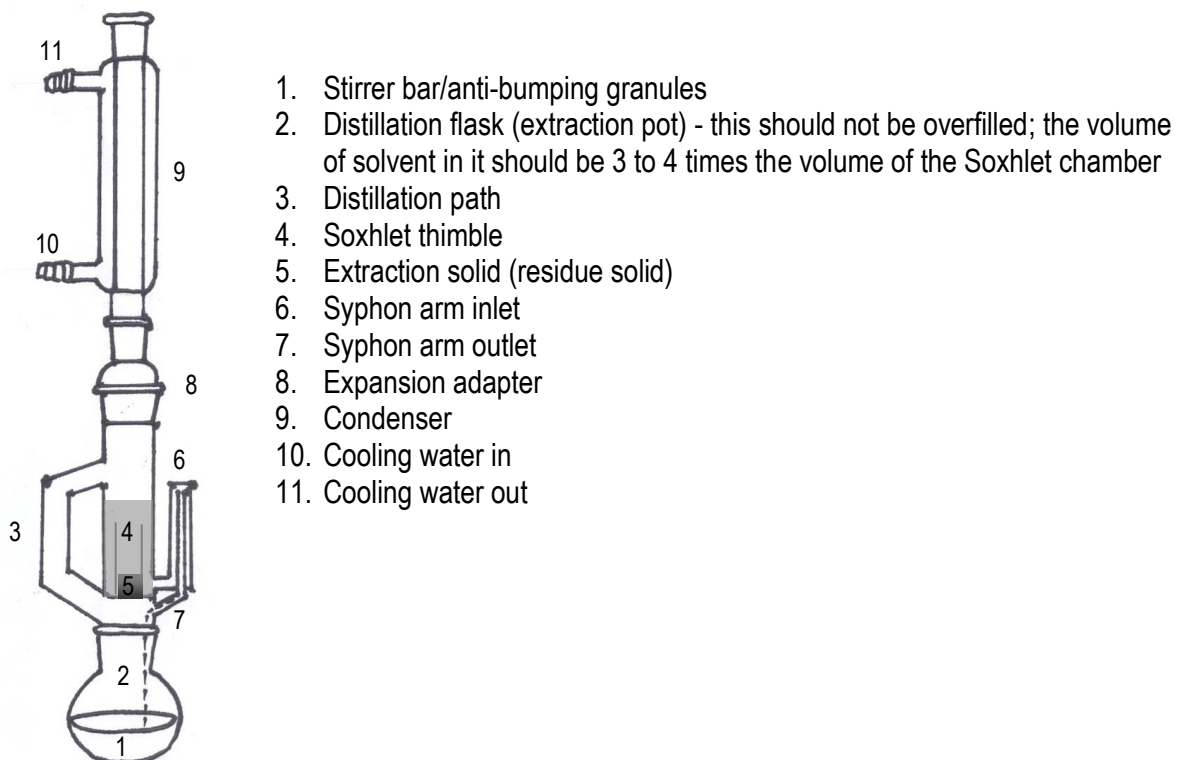 11
9
10
8
6
3
4
5
7
2
1
1. Stirrer bar/anti-bumping granules
2. Distillation flask (extraction pot) - this should not be overfilled; the volume
of solvent in it should be 3 to 4 times the volume of the Soxhlet chamber
3. Distillation path
4. Soxhlet thimble
5. Extraction solid (residue solid)
6. Syphon arm inlet
7. Syphon arm outlet
8. Expansion adapter
9. Condenser
10. Cooling water in
11. Cooling water out